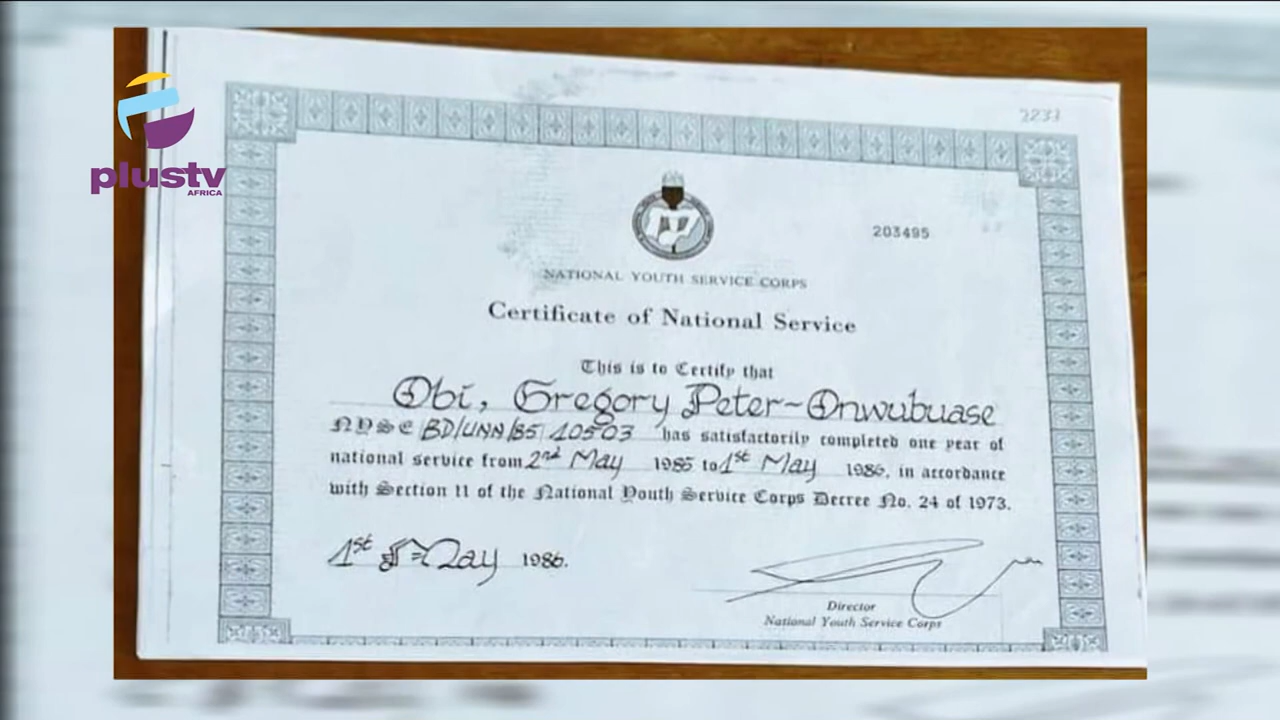 plustv
AFRICA
2233
203495
NATIONAL YOUTH SERVICE CORPS
Certificate of National Service
This is to Certify that
Obi, Gregory Peter-Onwubuase
NYSC BD/UNN/85/10503 has satisfactorily completed one year of
national service from 2nd May 1985 to 1st May 1986, in accordance
with Section 11 of the National Youth Service Corps Decree No. 24 of 1973.
1st May 1986.
Director
National Youth Service Corps